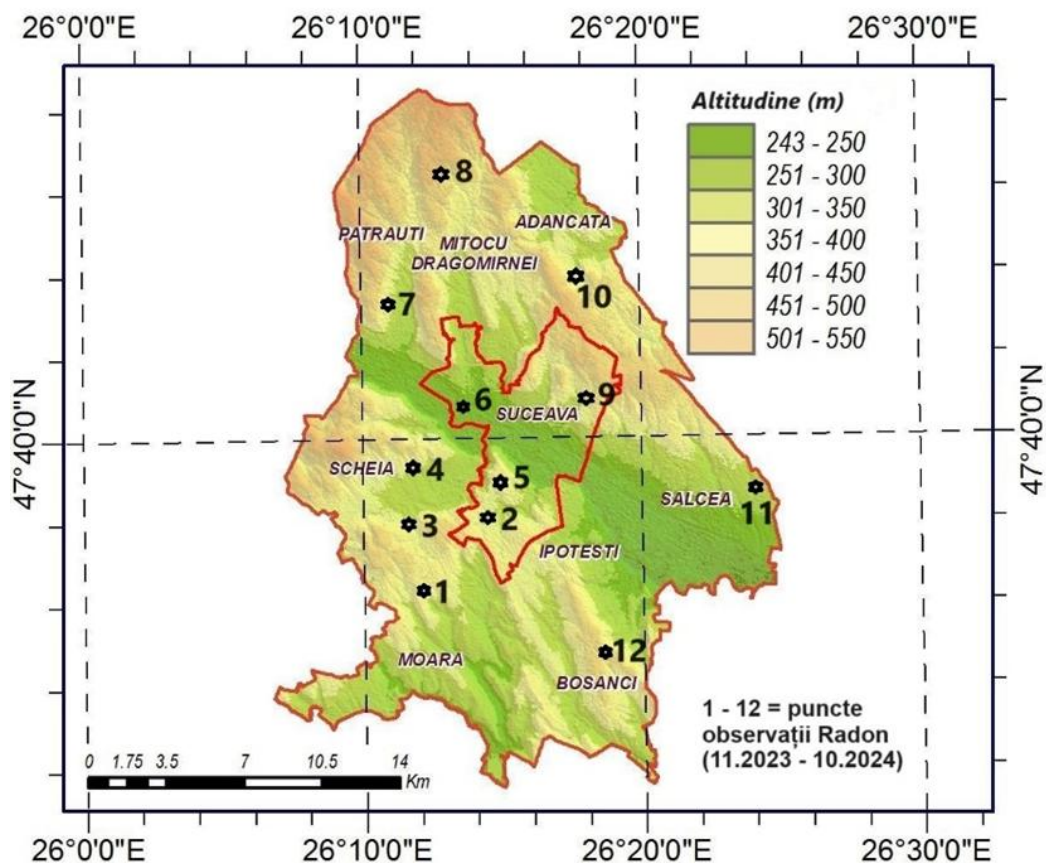 26°0'0"E 26°10'0"E 26°20'0"E 26°30'0"E
Altitudine (m)
243 - 250
251 - 300
301 - 350
351 - 400
401 - 450
451 - 500
501 - 550
8
ADANCATA
PATRAUTI
MITOCU
DRAGOMIRNEI
10
7
9
6
SUCEAVA
47°40'0"N
47°40'0"N
SCHEIA
4
5
SALCEA
11
3
2
IPOTESTI
1
12
MOARA
BOSANCI
1 - 12 = puncte
observații Radon
(11.2023 - 10.2024)
0 1.75 3.5 7 10.5 14
Km
26°0'0"E 26°10'0"E 26°20'0"E 26°30'0"E